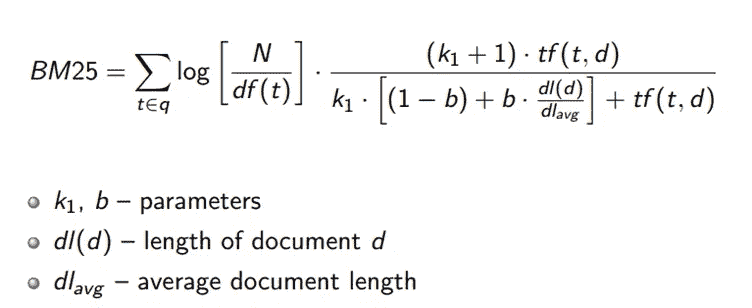 BM25 = ∑_{t∈q} log [N / df(t)] · (k₁ + 1) · tf(t, d) / (k₁ · [(1 − b) + b · dl(d) / dl_avg] + tf(t, d))
k₁, b – parameters
dl(d) – length of document d
dl_avg – average document length